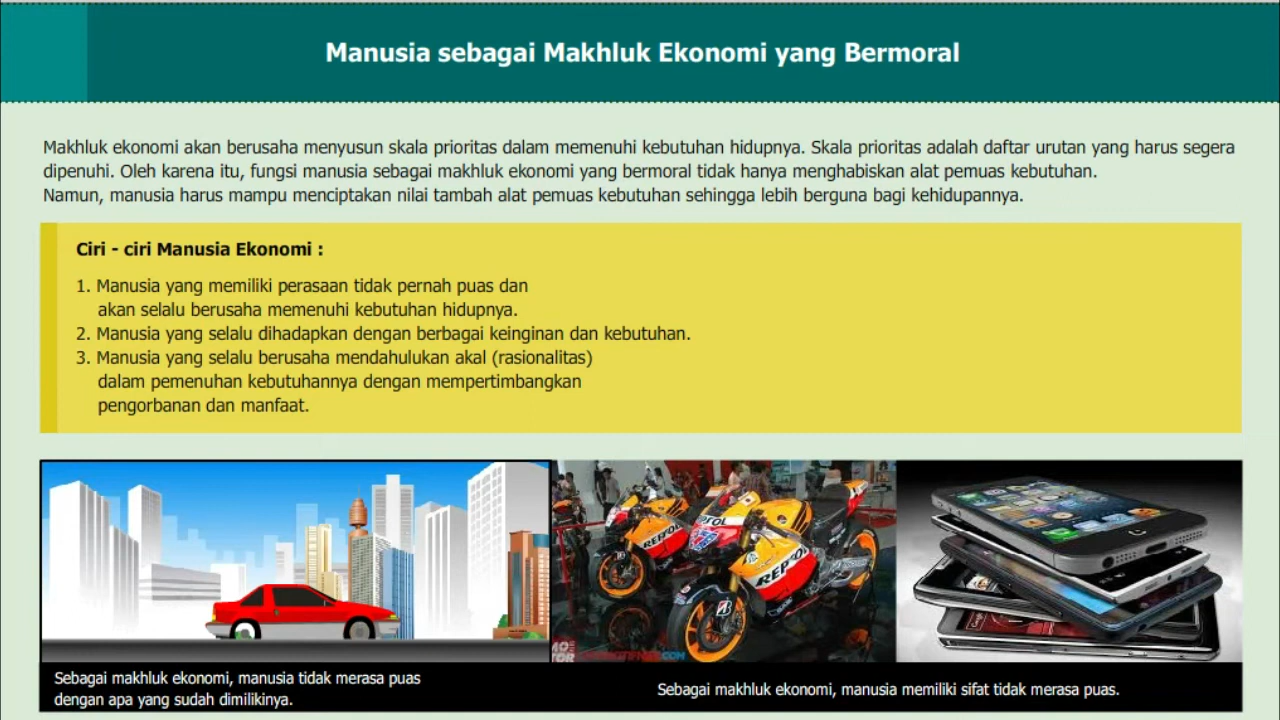 Manusia sebagai Makhluk Ekonomi yang Bermoral
Makhluk ekonomi akan berusaha menyusun skala prioritas dalam memenuhi kebutuhan hidupnya. Skala prioritas adalah daftar urutan yang harus segera
dipenuhi. Oleh karena itu, fungsi manusia sebagai makhluk ekonomi yang bermoral tidak hanya menghabiskan alat pemuas kebutuhan.
Namun, manusia harus mampu menciptakan nilai tambah alat pemuas kebutuhan sehingga lebih berguna bagi kehidupannya.
Ciri - ciri Manusia Ekonomi :
1. Manusia yang memiliki perasaan tidak pernah puas dan
akan selalu berusaha memenuhi kebutuhan hidupnya.
2. Manusia yang selalu dihadapkan dengan berbagai keinginan dan kebutuhan.
3. Manusia yang selalu berusaha mendahulukan akal (rasionalitas)
dalam pemenuhan kebutuhannya dengan mempertimbangkan
pengorbanan dan manfaat.
REPSOL
REPSOL
REPSOL
Sebagai makhluk ekonomi, manusia tidak merasa puas
dengan apa yang sudah dimilikinya.
Sebagai makhluk ekonomi, manusia memiliki sifat tidak merasa puas.